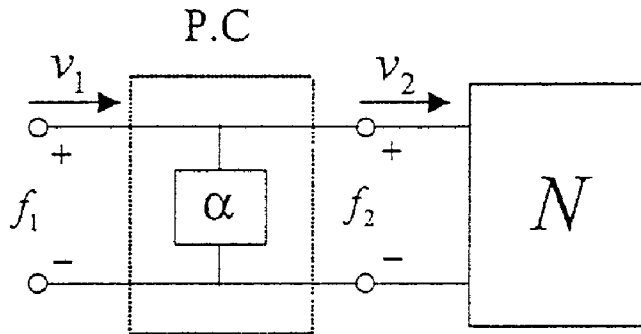 P.C
v₁ v₂
+ +
f₁ α f₂ N
− −